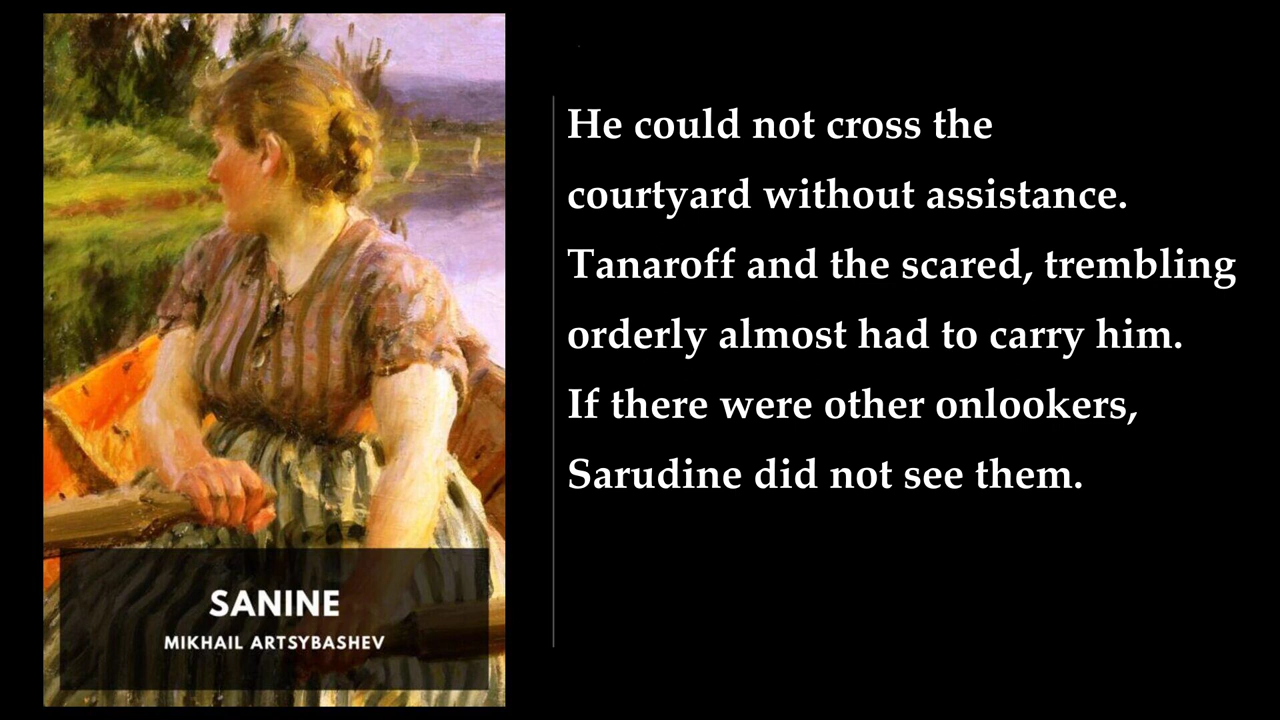 SANINE
MIKHAIL ARTSYBASHEV
He could not cross the
courtyard without assistance.
Tanaroff and the scared, trembling
orderly almost had to carry him.
If there were other onlookers,
Sarudine did not see them.